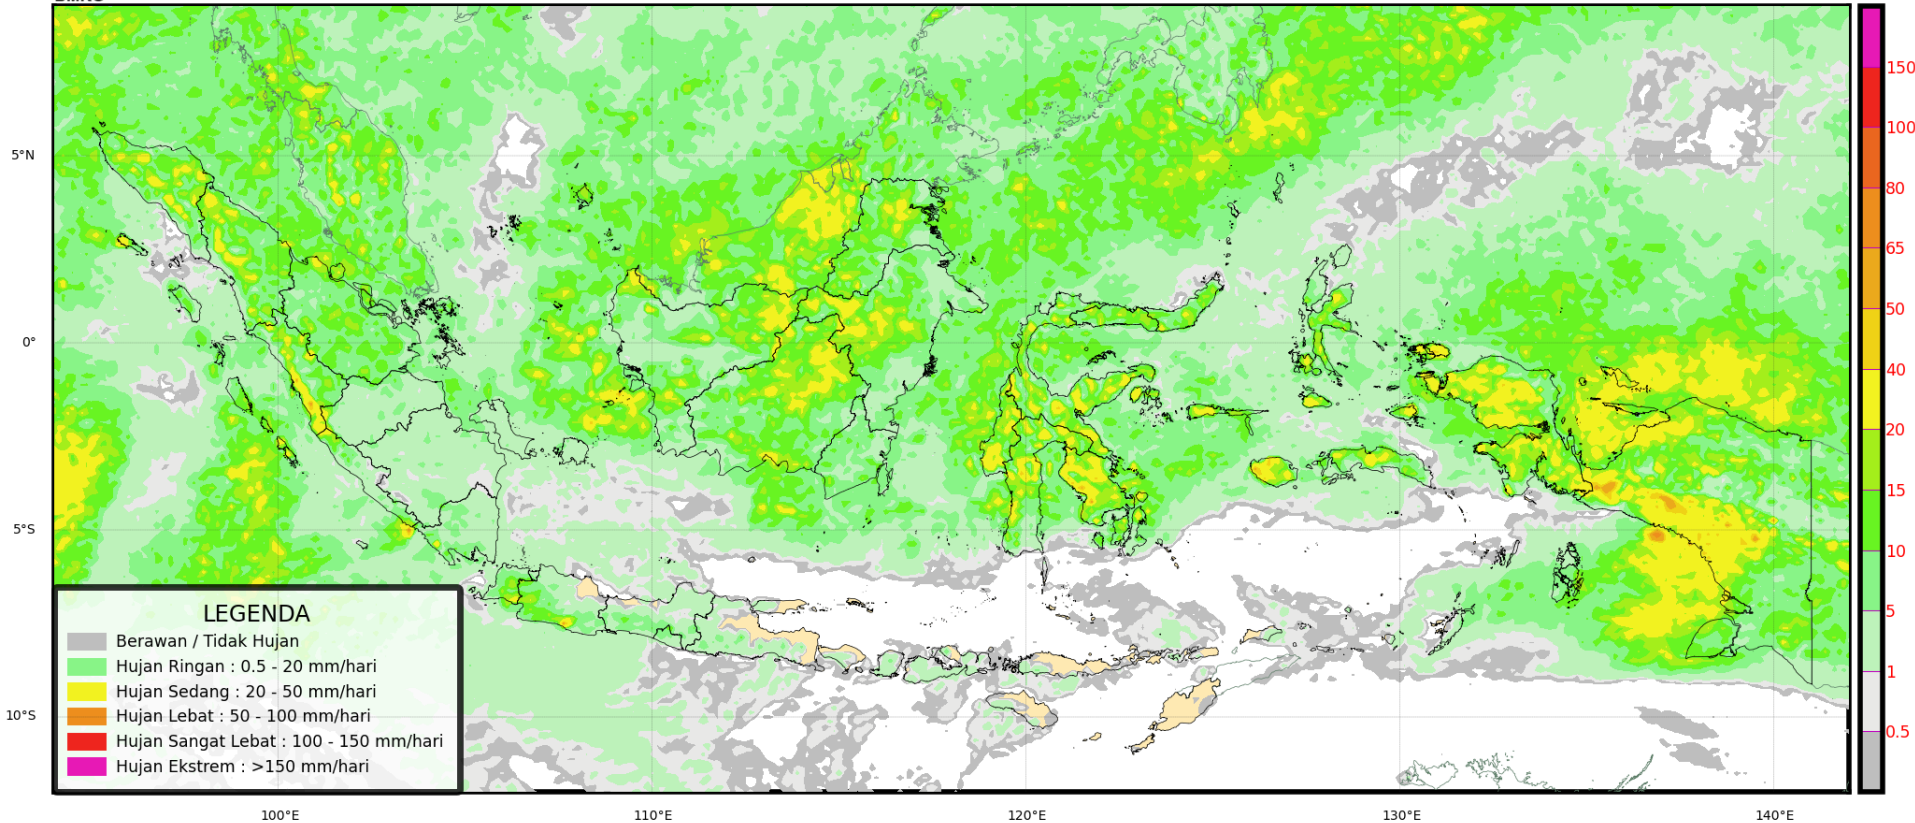 5°N
0°
5°S
10°S
100°E
110°E
120°E
130°E
140°E
LEGENDA
Berawan / Tidak Hujan
Hujan Ringan : 0.5 - 20 mm/hari
Hujan Sedang : 20 - 50 mm/hari
Hujan Lebat : 50 - 100 mm/hari
Hujan Sangat Lebat : 100 - 150 mm/hari
Hujan Ekstrem : >150 mm/hari
150
100
80
65
50
40
20
15
10
5
1
0.5